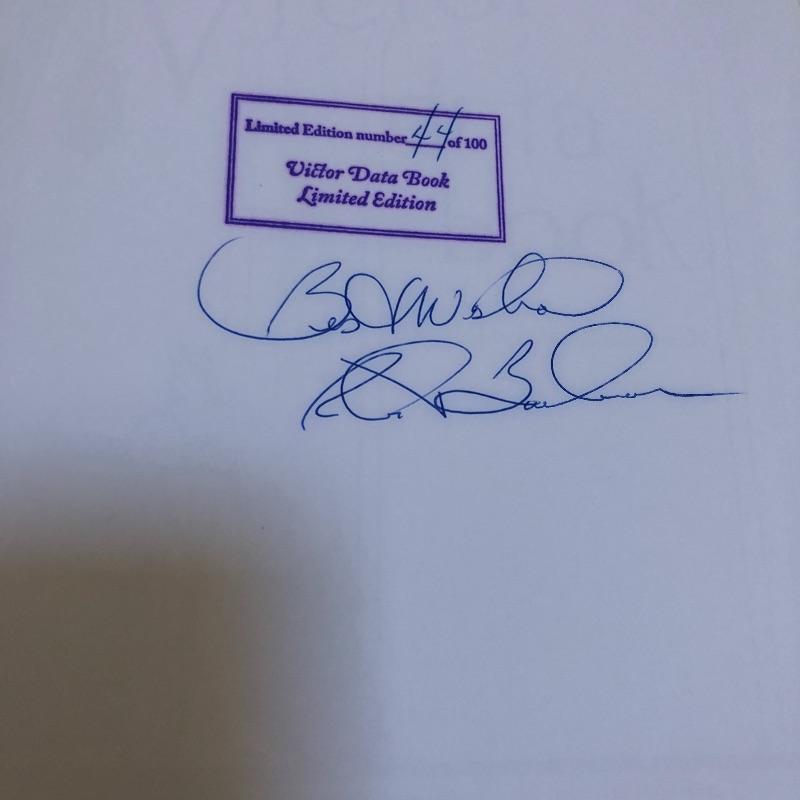 Limited Edition number 44 of 100
Victor Data Book
Limited Edition
Best Wishes